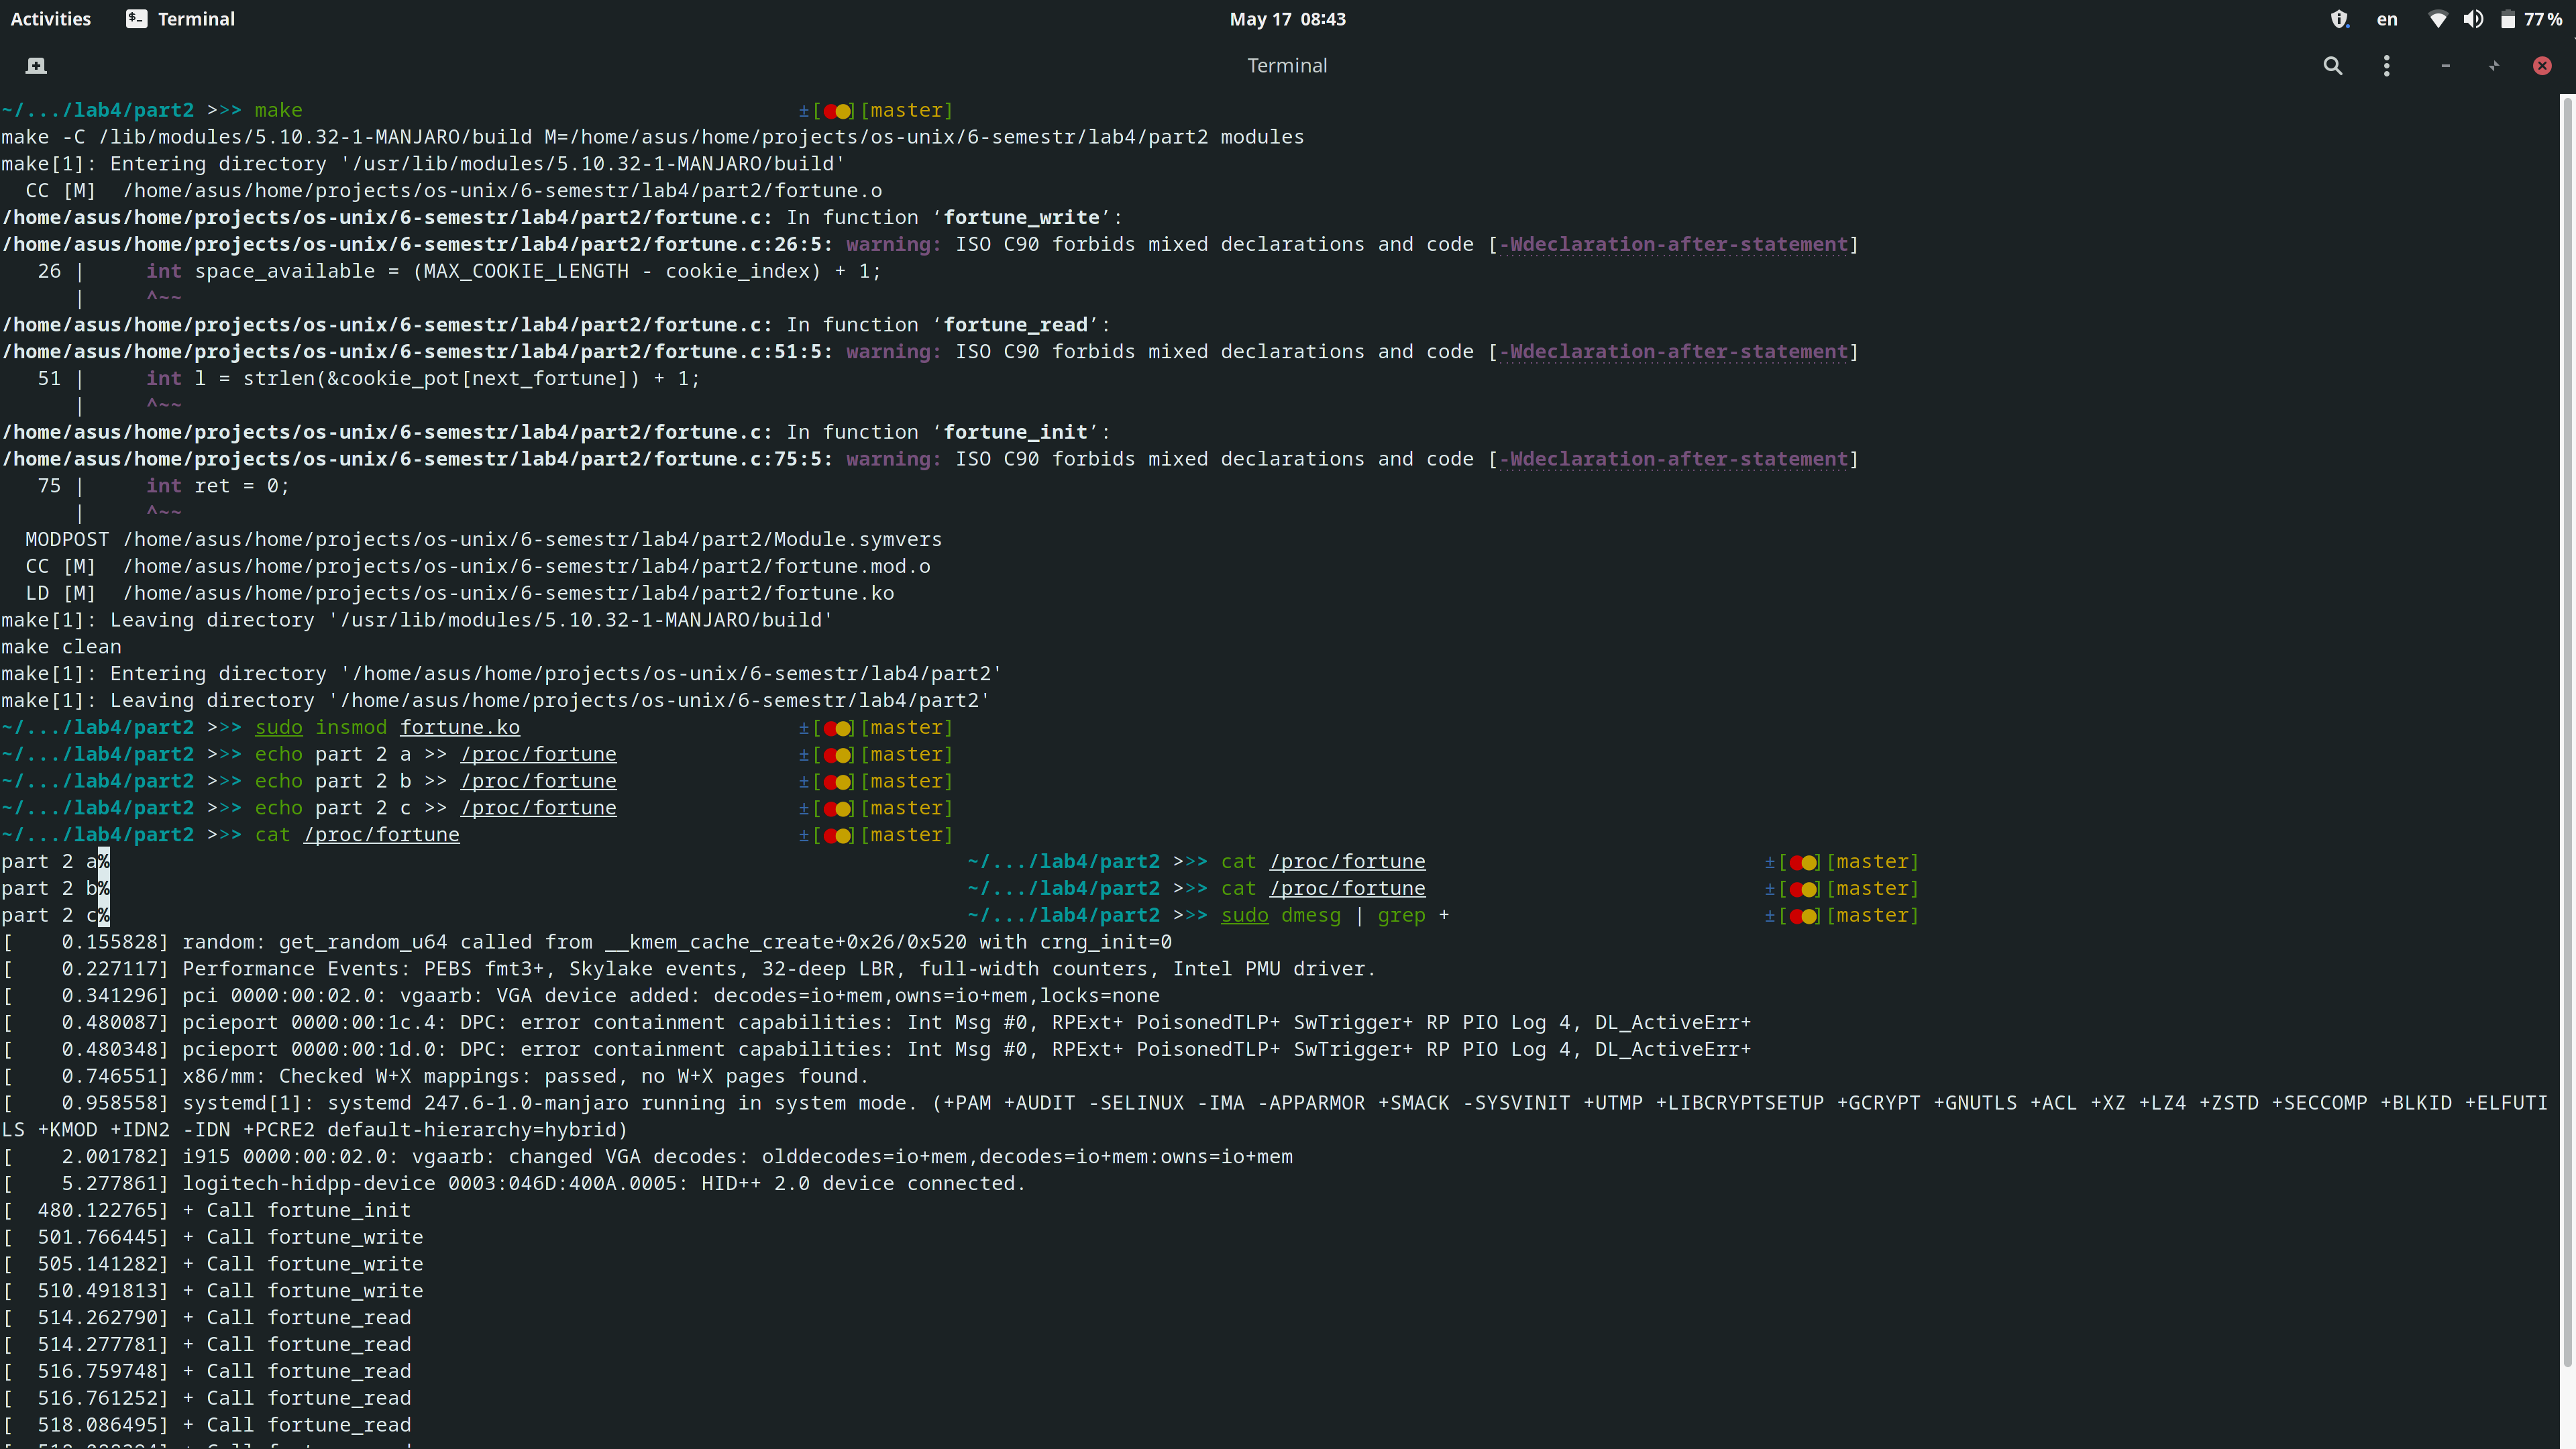 Activities Terminal May 17 08:43 en 77 %
Terminal
~/.../lab4/part2 >>> make ±[][master]
make -C /lib/modules/5.10.32-1-MANJARO/build M=/home/asus/home/projects/os-unix/6-semestr/lab4/part2 modules
make[1]: Entering directory '/usr/lib/modules/5.10.32-1-MANJARO/build'
  CC [M]  /home/asus/home/projects/os-unix/6-semestr/lab4/part2/fortune.o
/home/asus/home/projects/os-unix/6-semestr/lab4/part2/fortune.c: In function ‘fortune_write’:
/home/asus/home/projects/os-unix/6-semestr/lab4/part2/fortune.c:26:5: warning: ISO C90 forbids mixed declarations and code [-Wdeclaration-after-statement]
   26 |     int space_available = (MAX_COOKIE_LENGTH - cookie_index) + 1;
      |     ^~~
/home/asus/home/projects/os-unix/6-semestr/lab4/part2/fortune.c: In function ‘fortune_read’:
/home/asus/home/projects/os-unix/6-semestr/lab4/part2/fortune.c:51:5: warning: ISO C90 forbids mixed declarations and code [-Wdeclaration-after-statement]
   51 |     int l = strlen(&cookie_pot[next_fortune]) + 1;
      |     ^~~
/home/asus/home/projects/os-unix/6-semestr/lab4/part2/fortune.c: In function ‘fortune_init’:
/home/asus/home/projects/os-unix/6-semestr/lab4/part2/fortune.c:75:5: warning: ISO C90 forbids mixed declarations and code [-Wdeclaration-after-statement]
   75 |     int ret = 0;
      |     ^~~
  MODPOST /home/asus/home/projects/os-unix/6-semestr/lab4/part2/Module.symvers
  CC [M]  /home/asus/home/projects/os-unix/6-semestr/lab4/part2/fortune.mod.o
  LD [M]  /home/asus/home/projects/os-unix/6-semestr/lab4/part2/fortune.ko
make[1]: Leaving directory '/usr/lib/modules/5.10.32-1-MANJARO/build'
make clean
make[1]: Entering directory '/home/asus/home/projects/os-unix/6-semestr/lab4/part2'
make[1]: Leaving directory '/home/asus/home/projects/os-unix/6-semestr/lab4/part2'
~/.../lab4/part2 >>> sudo insmod fortune.ko ±[][master]
~/.../lab4/part2 >>> echo part 2 a >> /proc/fortune ±[][master]
~/.../lab4/part2 >>> echo part 2 b >> /proc/fortune ±[][master]
~/.../lab4/part2 >>> echo part 2 c >> /proc/fortune ±[][master]
~/.../lab4/part2 >>> cat /proc/fortune ±[][master]
part 2 a% ~/.../lab4/part2 >>> cat /proc/fortune ±[][master]
part 2 b% ~/.../lab4/part2 >>> cat /proc/fortune ±[][master]
part 2 c% ~/.../lab4/part2 >>> sudo dmesg | grep + ±[][master]
[    0.155828] random: get_random_u64 called from __kmem_cache_create+0x26/0x520 with crng_init=0
[    0.227117] Performance Events: PEBS fmt3+, Skylake events, 32-deep LBR, full-width counters, Intel PMU driver.
[    0.341296] pci 0000:00:02.0: vgaarb: VGA device added: decodes=io+mem,owns=io+mem,locks=none
[    0.480087] pcieport 0000:00:1c.4: DPC: error containment capabilities: Int Msg #0, RPExt+ PoisonedTLP+ SwTrigger+ RP PIO Log 4, DL_ActiveErr+
[    0.480348] pcieport 0000:00:1d.0: DPC: error containment capabilities: Int Msg #0, RPExt+ PoisonedTLP+ SwTrigger+ RP PIO Log 4, DL_ActiveErr+
[    0.746551] x86/mm: Checked W+X mappings: passed, no W+X pages found.
[    0.958558] systemd[1]: systemd 247.6-1.0-manjaro running in system mode. (+PAM +AUDIT -SELINUX -IMA -APPARMOR +SMACK -SYSVINIT +UTMP +LIBCRYPTSETUP +GCRYPT +GNUTLS +ACL +XZ +LZ4 +ZSTD +SECCOMP +BLKID +ELFUTI
LS +KMOD +IDN2 -IDN +PCRE2 default-hierarchy=hybrid)
[    2.001782] i915 0000:00:02.0: vgaarb: changed VGA decodes: olddecodes=io+mem,decodes=io+mem:owns=io+mem
[    5.277861] logitech-hidpp-device 0003:046D:400A.0005: HID++ 2.0 device connected.
[  480.122765] + Call fortune_init
[  501.766445] + Call fortune_write
[  505.141282] + Call fortune_write
[  510.491813] + Call fortune_write
[  514.262790] + Call fortune_read
[  514.277781] + Call fortune_read
[  516.759748] + Call fortune_read
[  516.761252] + Call fortune_read
[  518.086495] + Call fortune_read